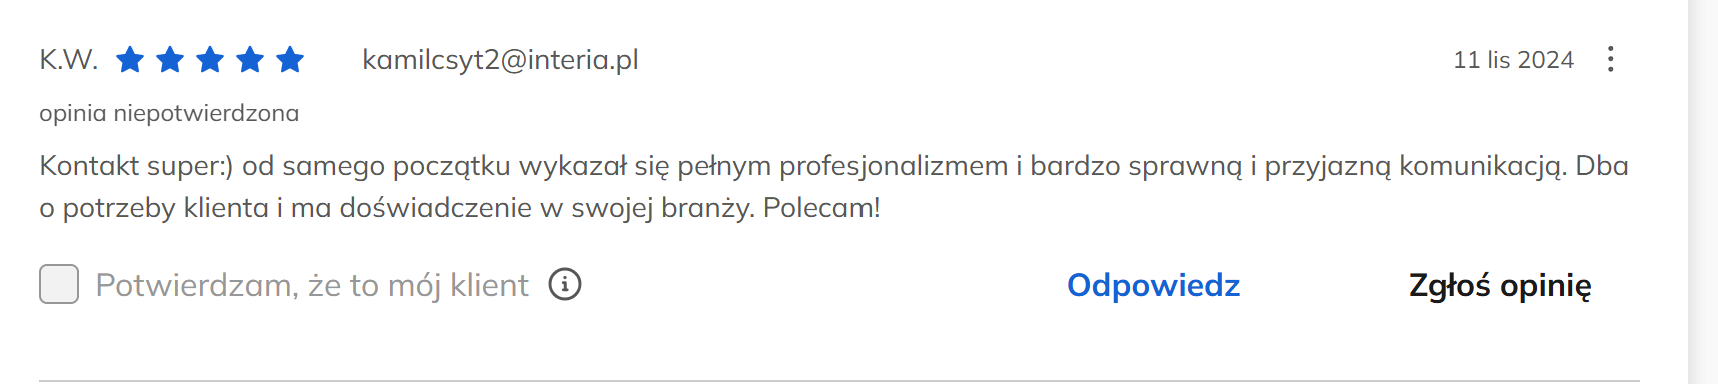 K.W. kamilcsyt2@interia.pl 11 lis 2024
opinia niepotwierdzona
Kontakt super:) od samego początku wykazał się pełnym profesjonalizmem i bardzo sprawną i przyjazną komunikacją. Dba
o potrzeby klienta i ma doświadczenie w swojej branży. Polecam!
Potwierdzam, że to mój klient Odpowiedz Zgłoś opinię